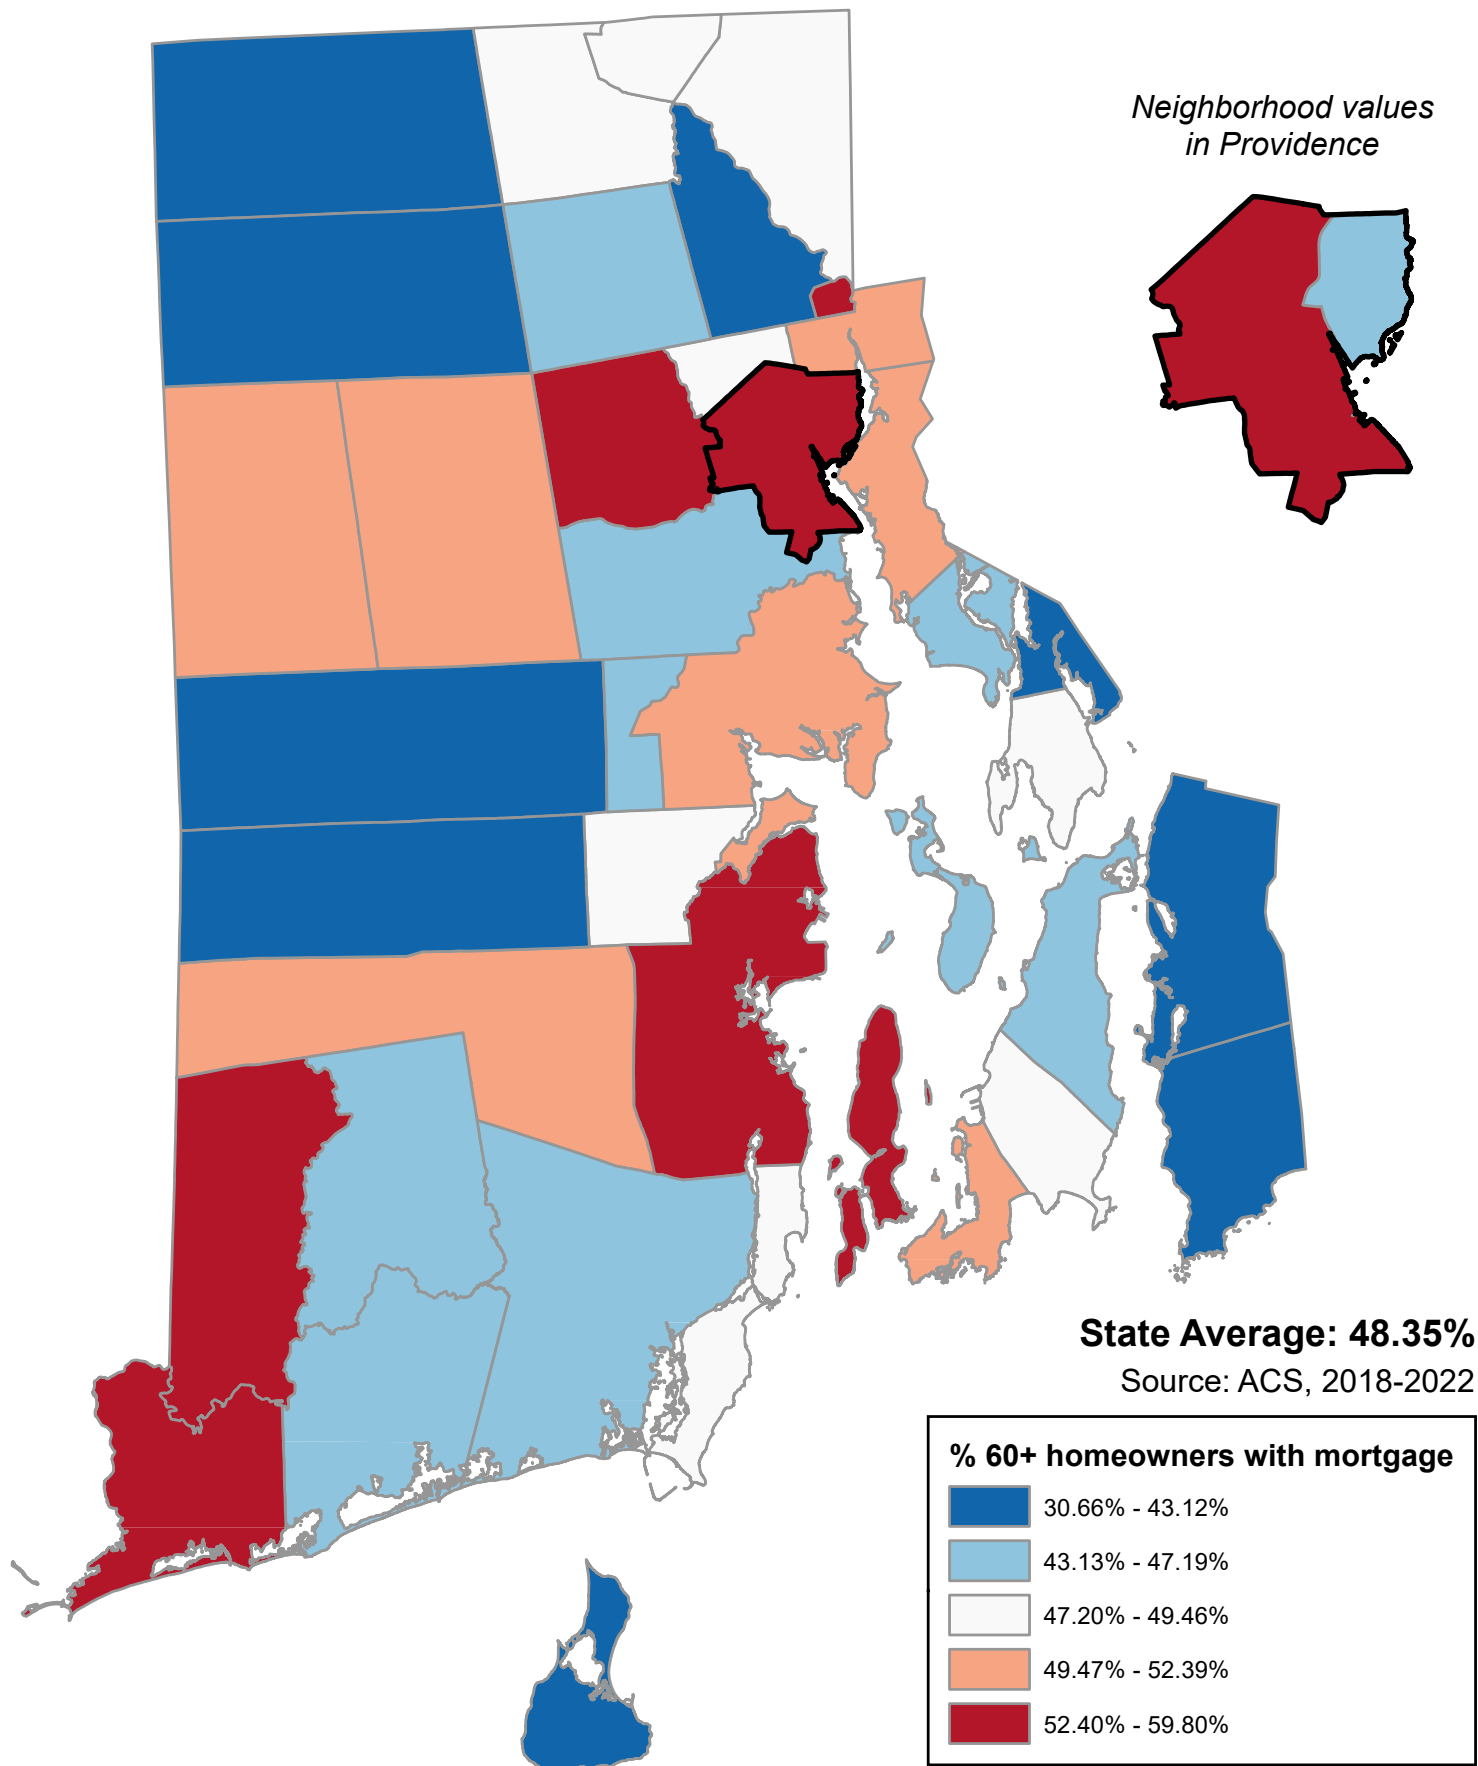 Neighborhood values
in Providence
State Average: 48.35%
Source: ACS, 2018-2022
% 60+ homeowners with mortgage
30.66% - 43.12%
43.13% - 47.19%
47.20% - 49.46%
49.47% - 52.39%
52.40% - 59.80%